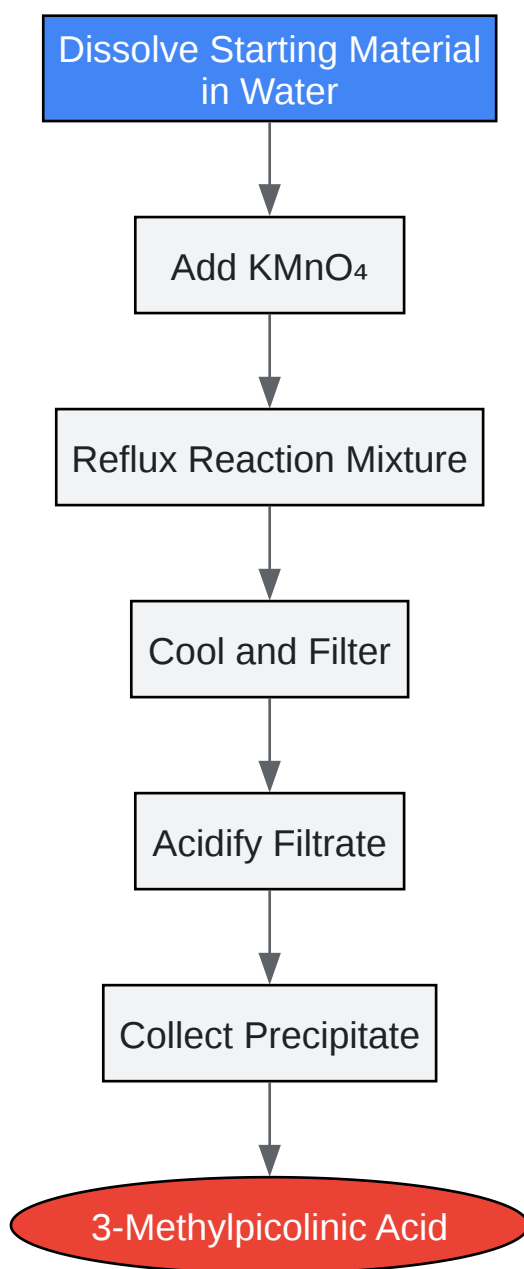 Dissolve Starting Material
in Water
Add KMnO₄
Reflux Reaction Mixture
Cool and Filter
Acidify Filtrate
Collect Precipitate
3-Methylpicolinic Acid